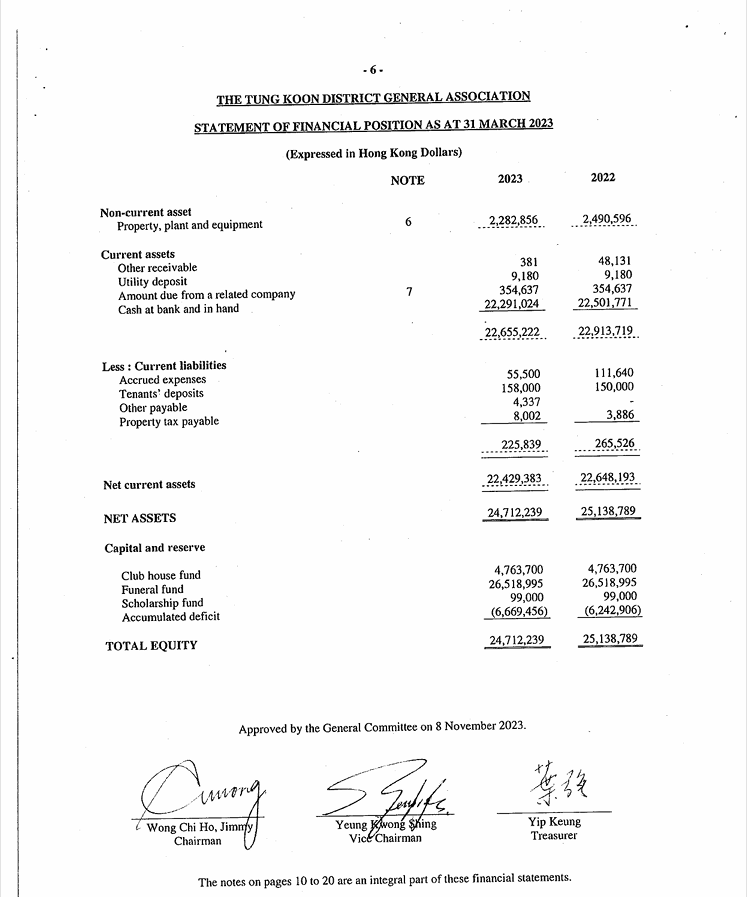 - 6 -
THE TUNG KOON DISTRICT GENERAL ASSOCIATION
STATEMENT OF FINANCIAL POSITION AS AT 31 MARCH 2023
(Expressed in Hong Kong Dollars)
NOTE 2023 2022
Non-current asset
Property, plant and equipment 6 2,282,856 2,490,596
Current assets
Other receivable 381 48,131
Utility deposit 9,180 9,180
Amount due from a related company 7 354,637 354,637
Cash at bank and in hand 22,291,024 22,501,771
22,655,222 22,913,719
Less : Current liabilities
Accrued expenses 55,500 111,640
Tenants' deposits 158,000 150,000
Other payable 4,337 -
Property tax payable 8,002 3,886
225,839 265,526
Net current assets 22,429,383 22,648,193
NET ASSETS 24,712,239 25,138,789
Capital and reserve
Club house fund 4,763,700 4,763,700
Funeral fund 26,518,995 26,518,995
Scholarship fund 99,000 99,000
Accumulated deficit (6,669,456) (6,242,906)
TOTAL EQUITY 24,712,239 25,138,789
Approved by the General Committee on 8 November 2023.
葉強
Wong Chi Ho, Jimmy Yeung Kwong Shing Yip Keung
Chairman Vice Chairman Treasurer
The notes on pages 10 to 20 are an integral part of these financial statements.